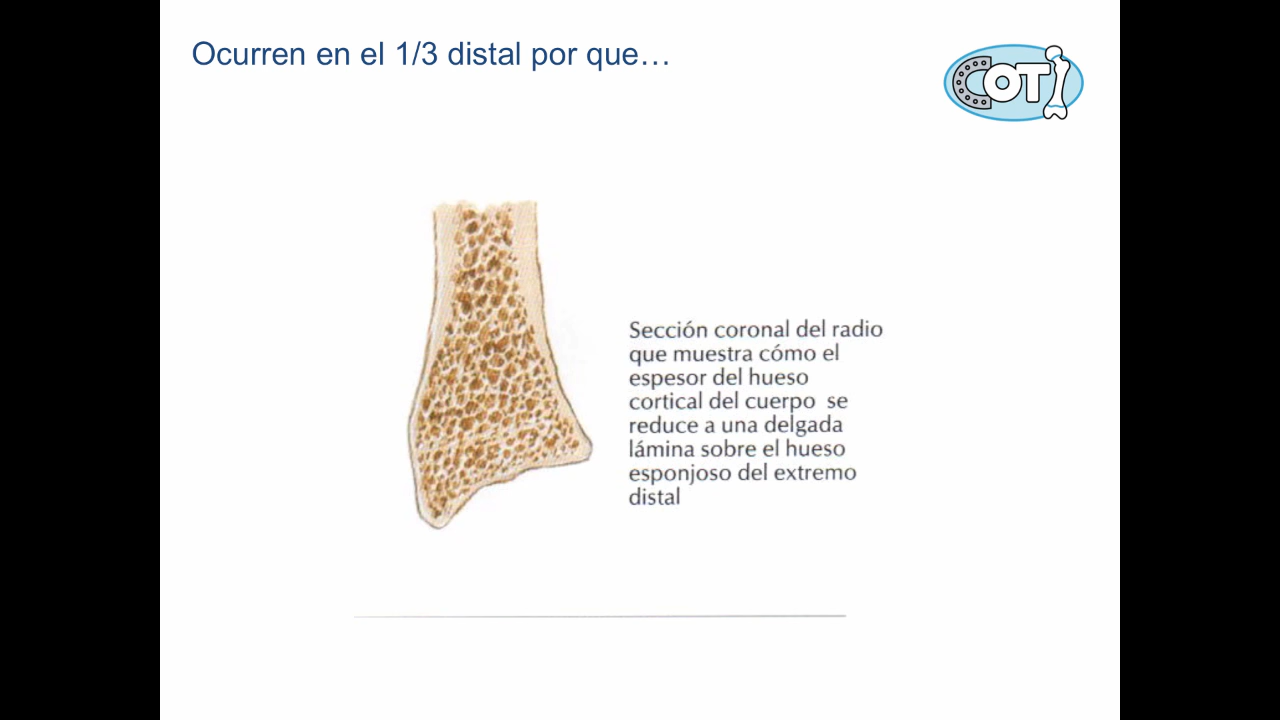 Ocurren en el 1/3 distal por que…
COT
Sección coronal del radio
que muestra cómo el
espesor del hueso
cortical del cuerpo se
reduce a una delgada
lámina sobre el hueso
esponjoso del extremo
distal